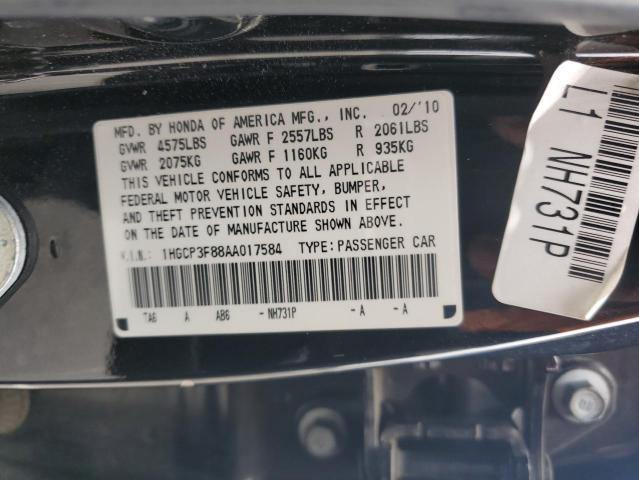 MFD. BY HONDA OF AMERICA MFG., INC. 02/'10
GVWR 4575LBS GAWR F 2557LBS R 2061LBS
GVWR 2075KG GAWR F 1160KG R 935KG
THIS VEHICLE CONFORMS TO ALL APPLICABLE
FEDERAL MOTOR VEHICLE SAFETY, BUMPER,
AND THEFT PREVENTION STANDARDS IN EFFECT
ON THE DATE OF MANUFACTURE SHOWN ABOVE.
V.I.N.: 1HGCP3F88AA017584 TYPE: PASSENGER CAR
TA6 A AB6 -NH731P -A -A
L1 NH731P